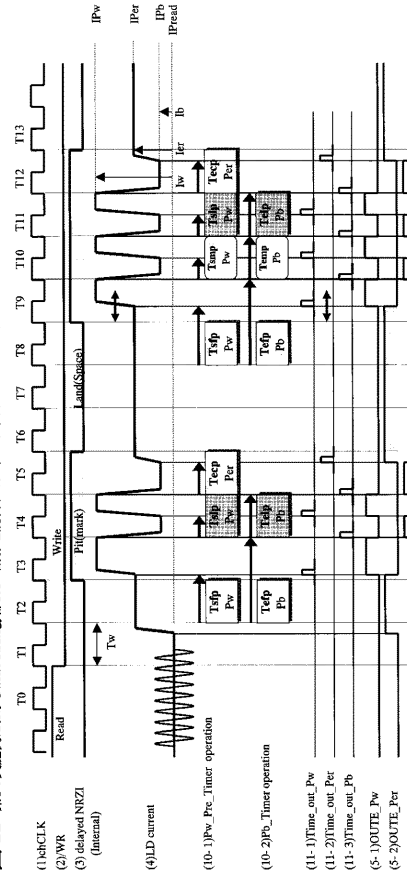 T0 T1 T2 T3 T4 T5 T6 T7 T8 T9 T10 T11 T12 T13
(1)chCLK
(2)/WR
Read
Write
(3) delayed NRZI
(Internal)
Pit(mark)
Land(Space)
IPw
IPer
IPb
IPread
Tw
(4)LD current
Iw
Ier
Ib
(10- 1)Pw_Pre_Timer operation
Tsfp Pw
Tslp Pw
Tecp Per
Tsfp Pw
Tsmp Pw
Tslp Pw
Tecp Per
(10- 2)Pb_Timer operation
Tefp Pb
Telp Pb
Tefp Pb
Temp Pb
Telp Pb
(11- 1)Time_out_Pw
(11- 2)Time_out_Per
(11- 3)Time_out_Pb
(5- 1)OUTE_Pw
(5- 2)OUTE_Per